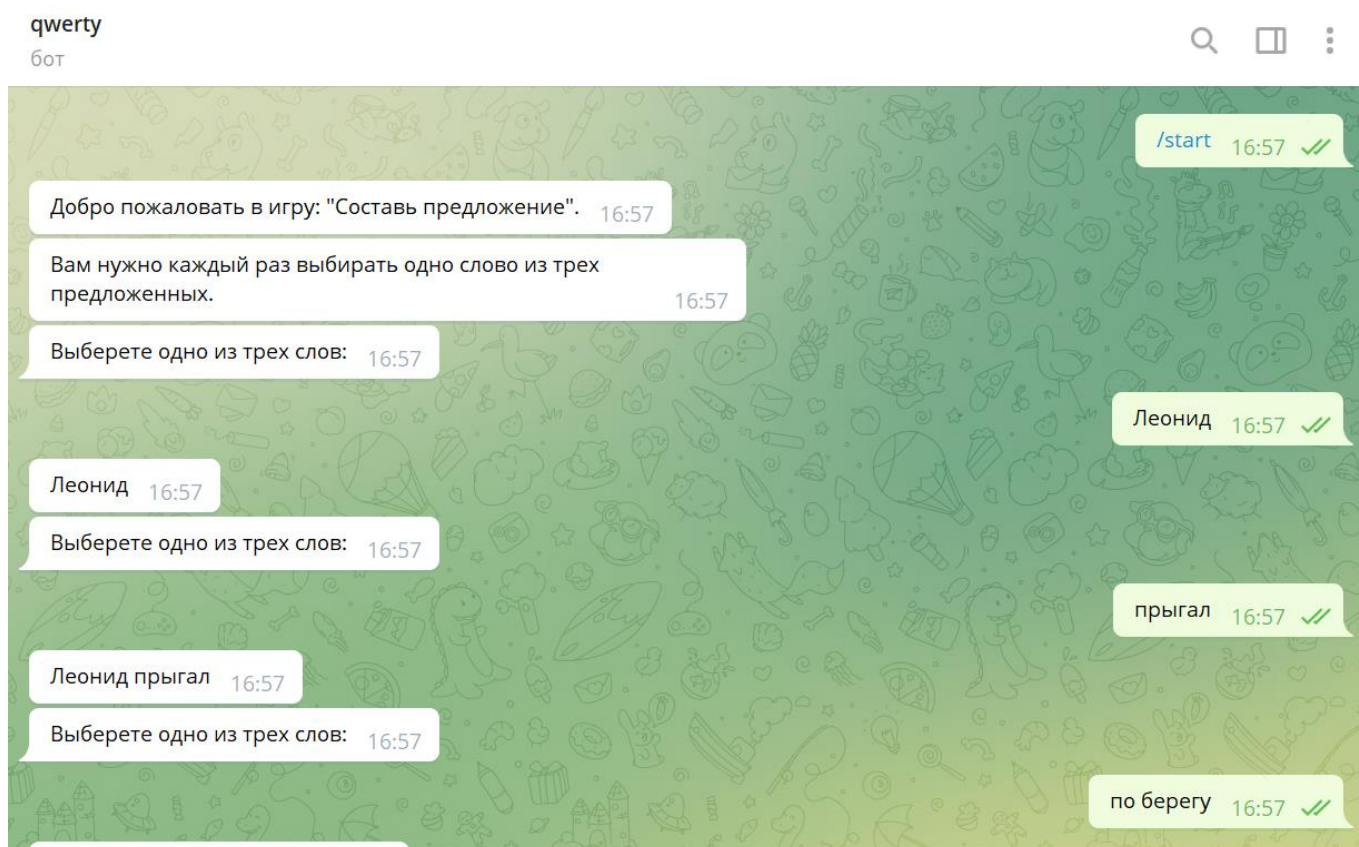 qwerty
бот
/start 16:57
Добро пожаловать в игру: "Составь предложение". 16:57
Вам нужно каждый раз выбирать одно слово из трех
предложенных. 16:57
Выберете одно из трех слов: 16:57
Леонид 16:57
Леонид 16:57
Выберете одно из трех слов: 16:57
прыгал 16:57
Леонид прыгал 16:57
Выберете одно из трех слов: 16:57
по берегу 16:57